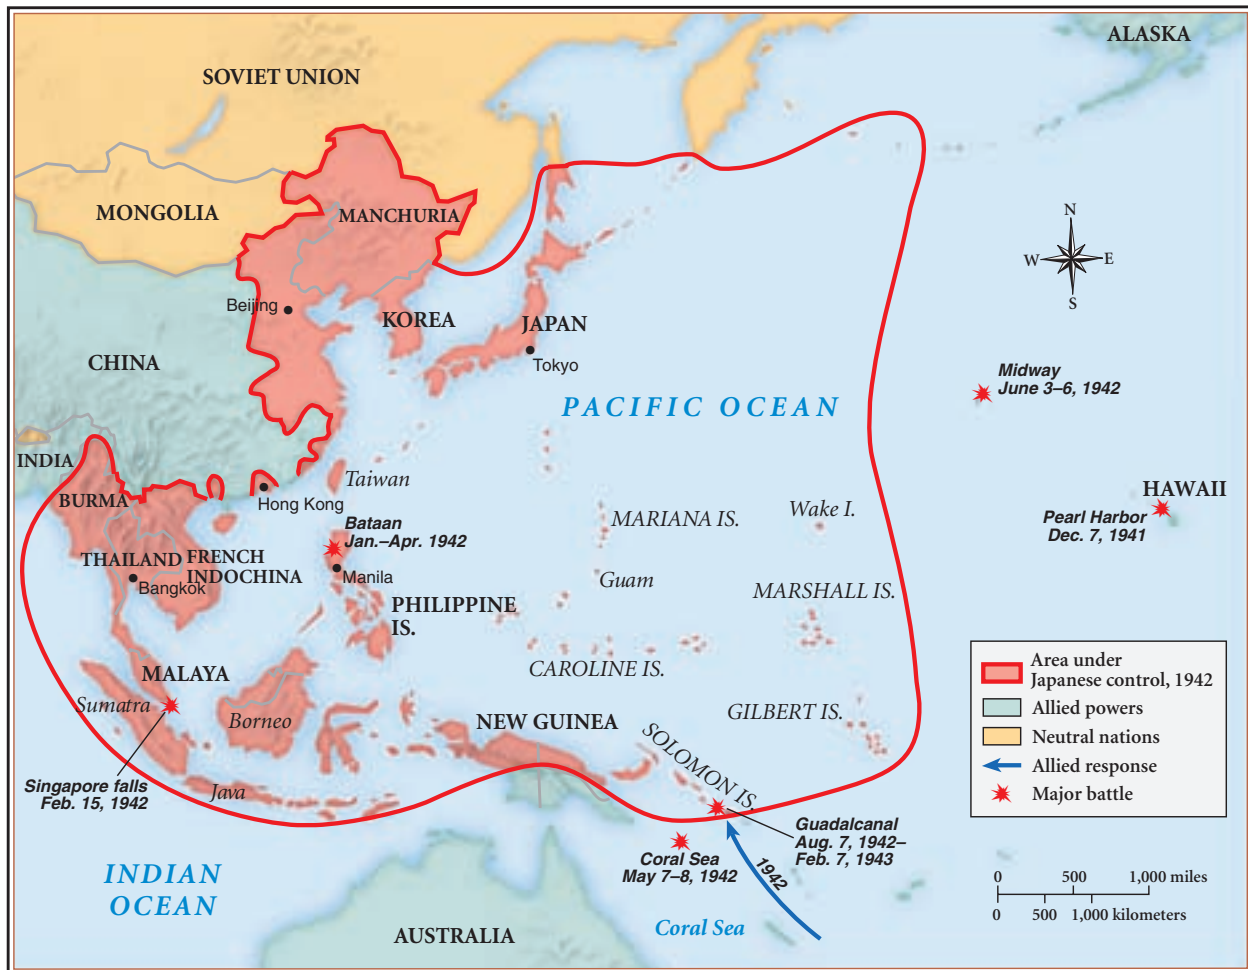 ALASKA
SOVIET UNION
MONGOLIA
MANCHURIA
N
W
E
S
Beijing
KOREA
JAPAN
Tokyo
CHINA
Midway
June 3–6, 1942
PACIFIC OCEAN
INDIA
BURMA
Taiwan
Hong Kong
HAWAII
Pearl Harbor
Dec. 7, 1941
Bataan
Jan.–Apr. 1942
MARIANA IS.
Wake I.
THAILAND
FRENCH
INDOCHINA
Bangkok
Manila
Guam
PHILIPPINE
IS.
MARSHALL IS.
CAROLINE IS.
MALAYA
Sumatra
Borneo
NEW GUINEA
GILBERT IS.
SOLOMON IS.
Singapore falls
Feb. 15, 1942
Java
Guadalcanal
Aug. 7, 1942–
Feb. 7, 1943
Coral Sea
May 7–8, 1942
1942
INDIAN
OCEAN
Coral Sea
AUSTRALIA
Area under
Japanese control, 1942
Allied powers
Neutral nations
Allied response
Major battle
0 500 1,000 miles
0 500 1,000 kilometers